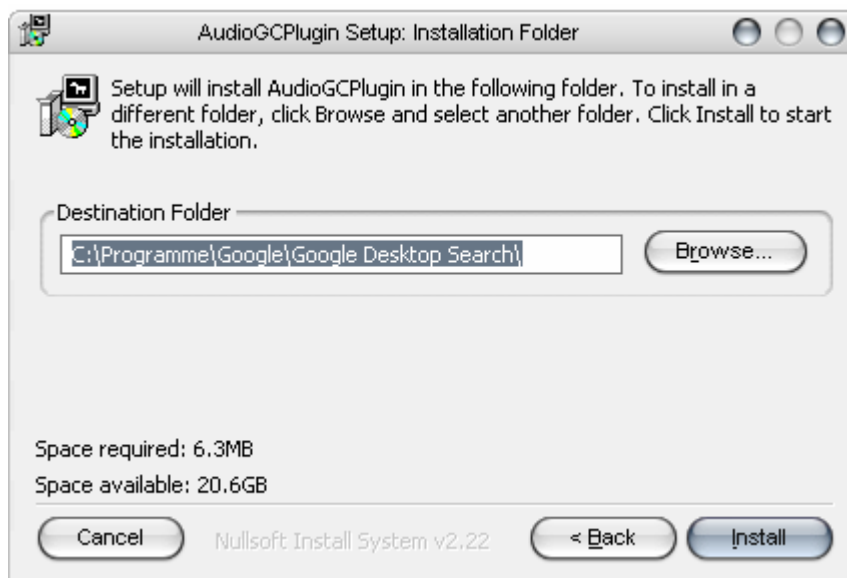 AudioGCPlugin Setup: Installation Folder
Setup will install AudioGCPlugin in the following folder. To install in a
different folder, click Browse and select another folder. Click Install to start
the installation.
Destination Folder
C:\Programme\Google\Google Desktop Search\
Browse...
Space required: 6.3MB
Space available: 20.6GB
Cancel
Nullsoft Install System v2.22
< Back
Install